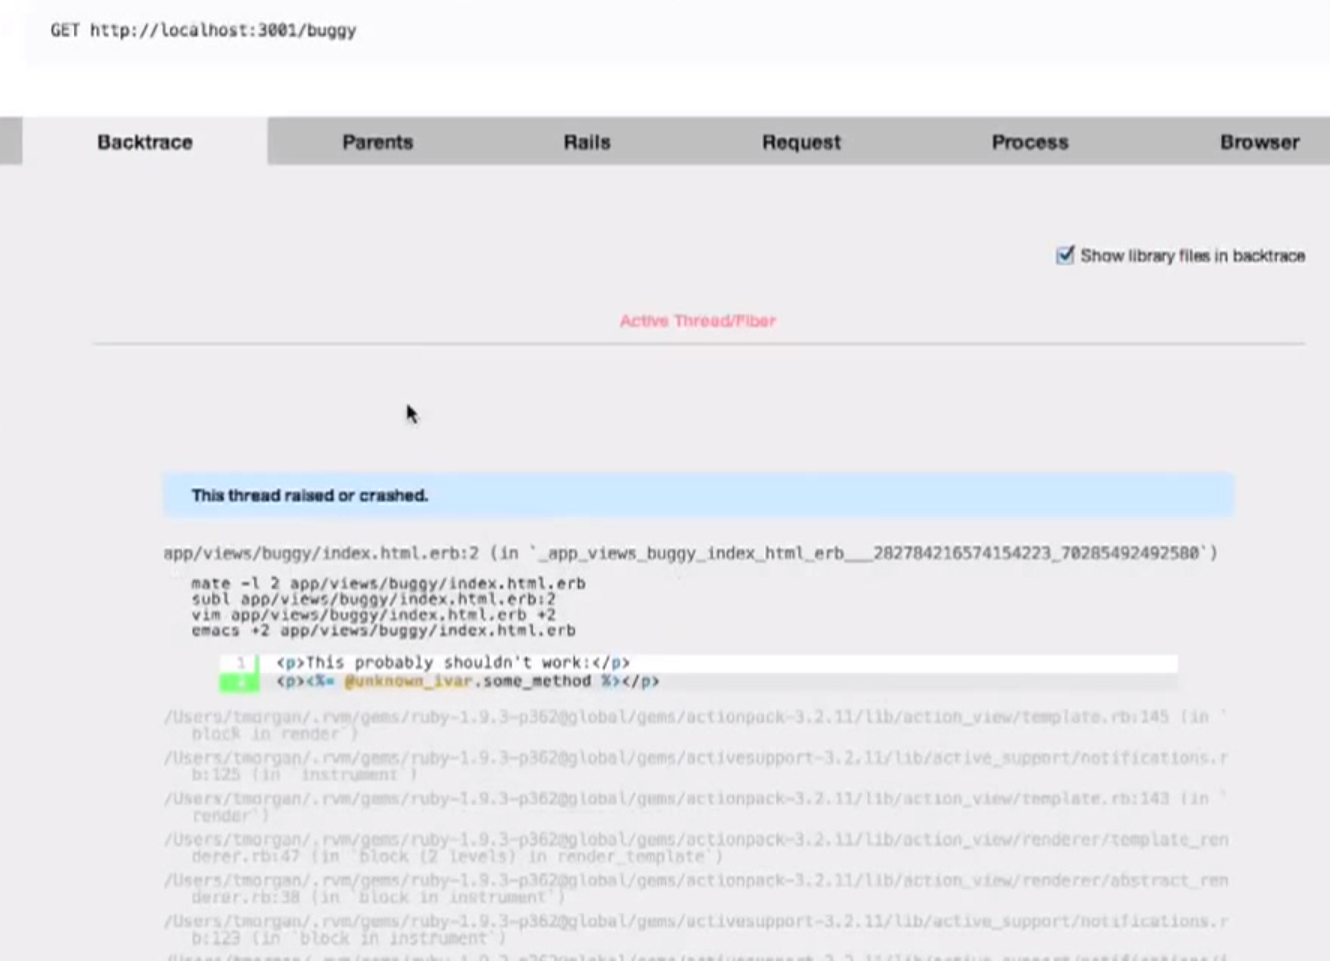 GET http://localhost:3001/buggy
Backtrace Parents Rails Request Process Browser
Show library files in backtrace
Active Thread/Fiber
This thread raised or crashed.
app/views/buggy/index.html.erb:2 (in `_app_views_buggy_index_html_erb___282784216574154223_70285492492580`)
mate -l 2 app/views/buggy/index.html.erb
subl app/views/buggy/index.html.erb:2
vim app/views/buggy/index.html.erb +2
emacs +2 app/views/buggy/index.html.erb
1 <p>This probably shouldn't work:</p>
<p><%= @unknown_ivar.some_method %></p>
/Users/tmorgan/.rvm/gems/ruby-1.9.3-p362@global/gems/actionpack-3.2.11/lib/action_view/template.rb:145 (in `
block in render`)
/Users/tmorgan/.rvm/gems/ruby-1.9.3-p362@global/gems/activesupport-3.2.11/lib/active_support/notifications.r
b:125 (in `instrument`)
/Users/tmorgan/.rvm/gems/ruby-1.9.3-p362@global/gems/actionpack-3.2.11/lib/action_view/template.rb:143 (in `
render`)
/Users/tmorgan/.rvm/gems/ruby-1.9.3-p362@global/gems/actionpack-3.2.11/lib/action_view/renderer/template_ren
derer.rb:47 (in `block (2 levels) in render_template`)
/Users/tmorgan/.rvm/gems/ruby-1.9.3-p362@global/gems/actionpack-3.2.11/lib/action_view/renderer/abstract_ren
derer.rb:38 (in `block in instrument`)
/Users/tmorgan/.rvm/gems/ruby-1.9.3-p362@global/gems/activesupport-3.2.11/lib/active_support/notifications.r
b:123 (in `block in instrument`)